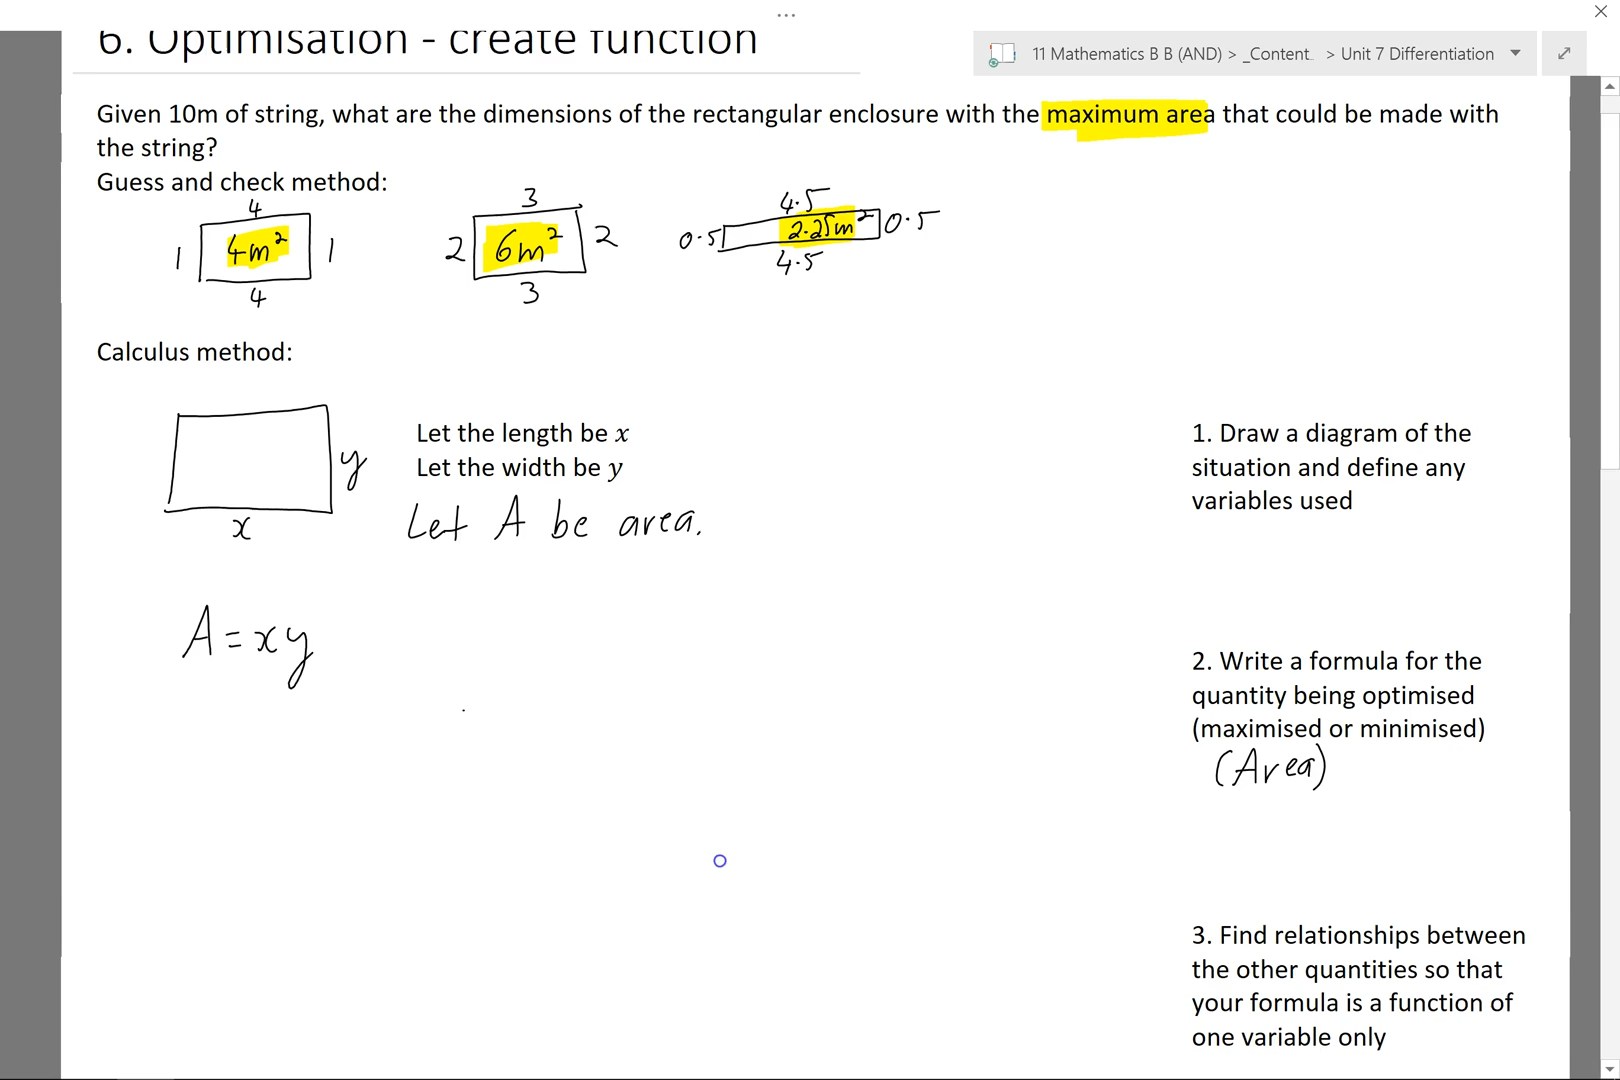 6. Optimisation - create function
11 Mathematics B B (AND) > _Content. > Unit 7 Differentiation
Given 10m of string, what are the dimensions of the rectangular enclosure with the maximum area that could be made with
the string?
Guess and check method:
4
1 4m² 1
4
3
2 6m² 2
3
4.5
0.5 2.25m² 0.5
4.5
Calculus method:
y
x
Let the length be x
Let the width be y
Let A be area.
A = xy
1. Draw a diagram of the
situation and define any
variables used
2. Write a formula for the
quantity being optimised
(maximised or minimised)
(Area)
3. Find relationships between
the other quantities so that
your formula is a function of
one variable only